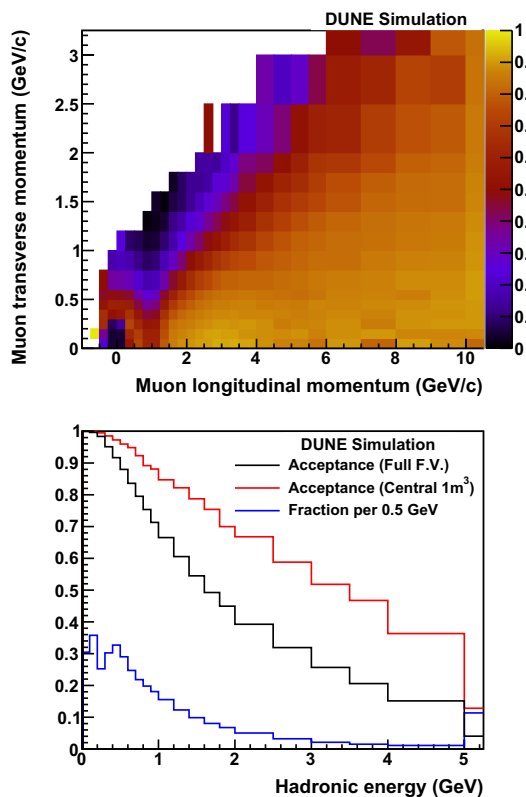 DUNE Simulation
Muon transverse momentum (GeV/c)
3
2.5
2
1.5
1
0.5
0
0 2 4 6 8 10
Muon longitudinal momentum (GeV/c)
1
0
DUNE Simulation
Acceptance (Full F.V.)
Acceptance (Central 1m³)
Fraction per 0.5 GeV
1
0.9
0.8
0.7
0.6
0.5
0.4
0.3
0.2
0.1
0
0 1 2 3 4 5
Hadronic energy (GeV)